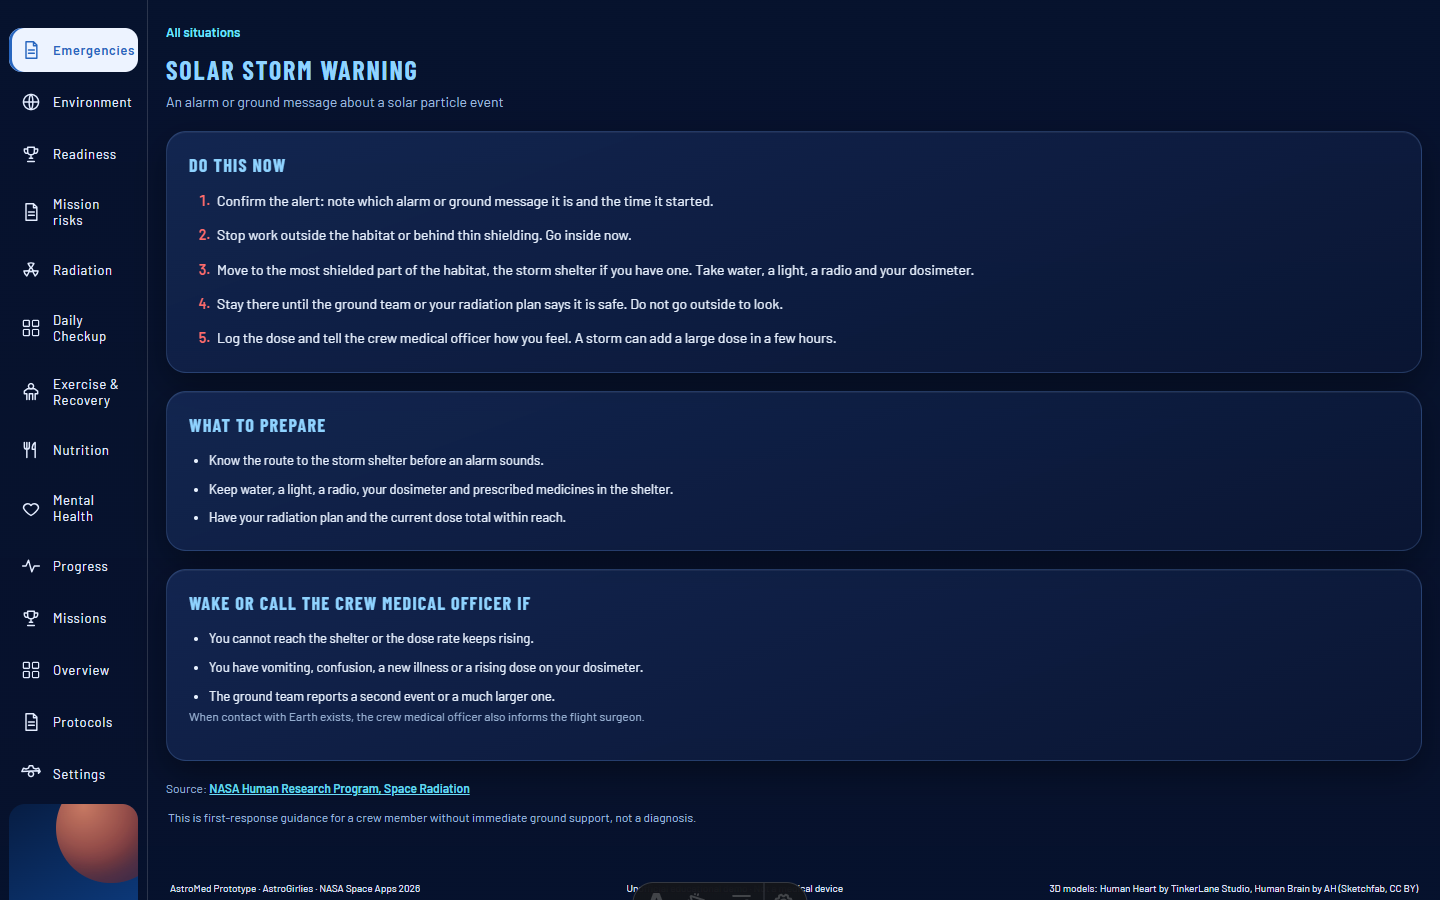 Emergencies
Environment
Readiness
Mission
risks
Radiation
Daily
Checkup
Exercise &
Recovery
Nutrition
Mental
Health
Progress
Missions
Overview
Protocols
Settings
All situations
SOLAR STORM WARNING
An alarm or ground message about a solar particle event
DO THIS NOW
1. Confirm the alert: note which alarm or ground message it is and the time it started.
2. Stop work outside the habitat or behind thin shielding. Go inside now.
3. Move to the most shielded part of the habitat, the storm shelter if you have one. Take water, a light, a radio and your dosimeter.
4. Stay there until the ground team or your radiation plan says it is safe. Do not go outside to look.
5. Log the dose and tell the crew medical officer how you feel. A storm can add a large dose in a few hours.
WHAT TO PREPARE
• Know the route to the storm shelter before an alarm sounds.
• Keep water, a light, a radio, your dosimeter and prescribed medicines in the shelter.
• Have your radiation plan and the current dose total within reach.
WAKE OR CALL THE CREW MEDICAL OFFICER IF
• You cannot reach the shelter or the dose rate keeps rising.
• You have vomiting, confusion, a new illness or a rising dose on your dosimeter.
• The ground team reports a second event or a much larger one.
When contact with Earth exists, the crew medical officer also informs the flight surgeon.
Source: NASA Human Research Program, Space Radiation
This is first-response guidance for a crew member without immediate ground support, not a diagnosis.
AstroMed Prototype · AstroGirlies · NASA Space Apps 2026
device
3D models: Human Heart by TinkerLane Studio, Human Brain by AH (Sketchfab, CC BY)